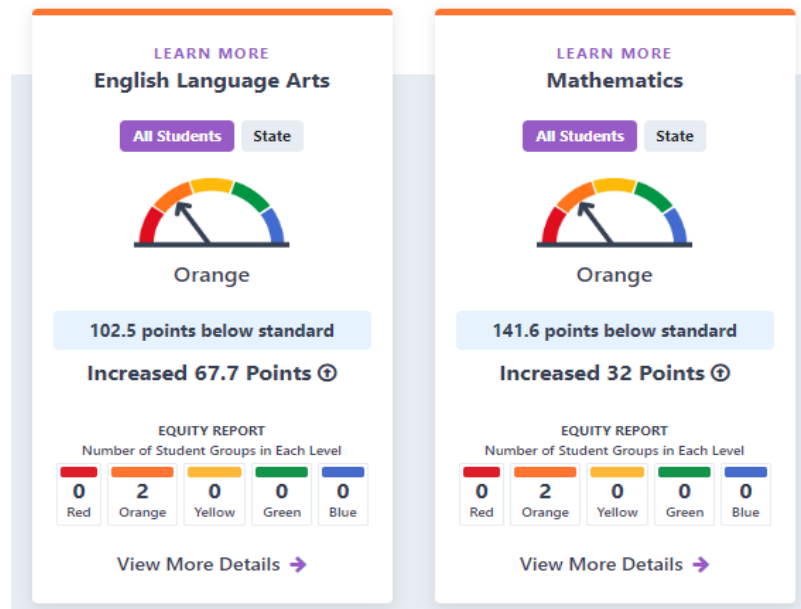 LEARN MORE
English Language Arts
All Students State
Orange
102.5 points below standard
Increased 67.7 Points
EQUITY REPORT
Number of Student Groups in Each Level
0 2 0 0 0
Red Orange Yellow Green Blue
View More Details
LEARN MORE
Mathematics
All Students State
Orange
141.6 points below standard
Increased 32 Points
EQUITY REPORT
Number of Student Groups in Each Level
0 2 0 0 0
Red Orange Yellow Green Blue
View More Details